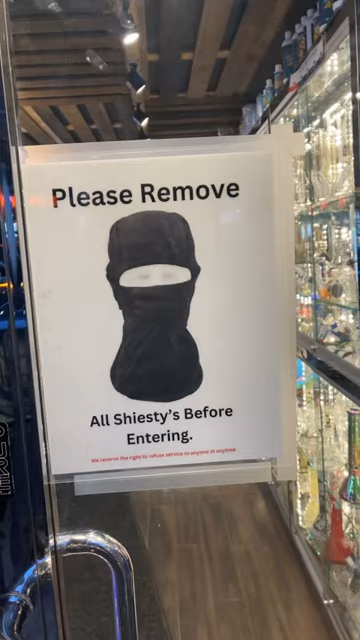 Please Remove
All Shiesty's Before
Entering.
We reserve the right to refuse service to anyone at anytime